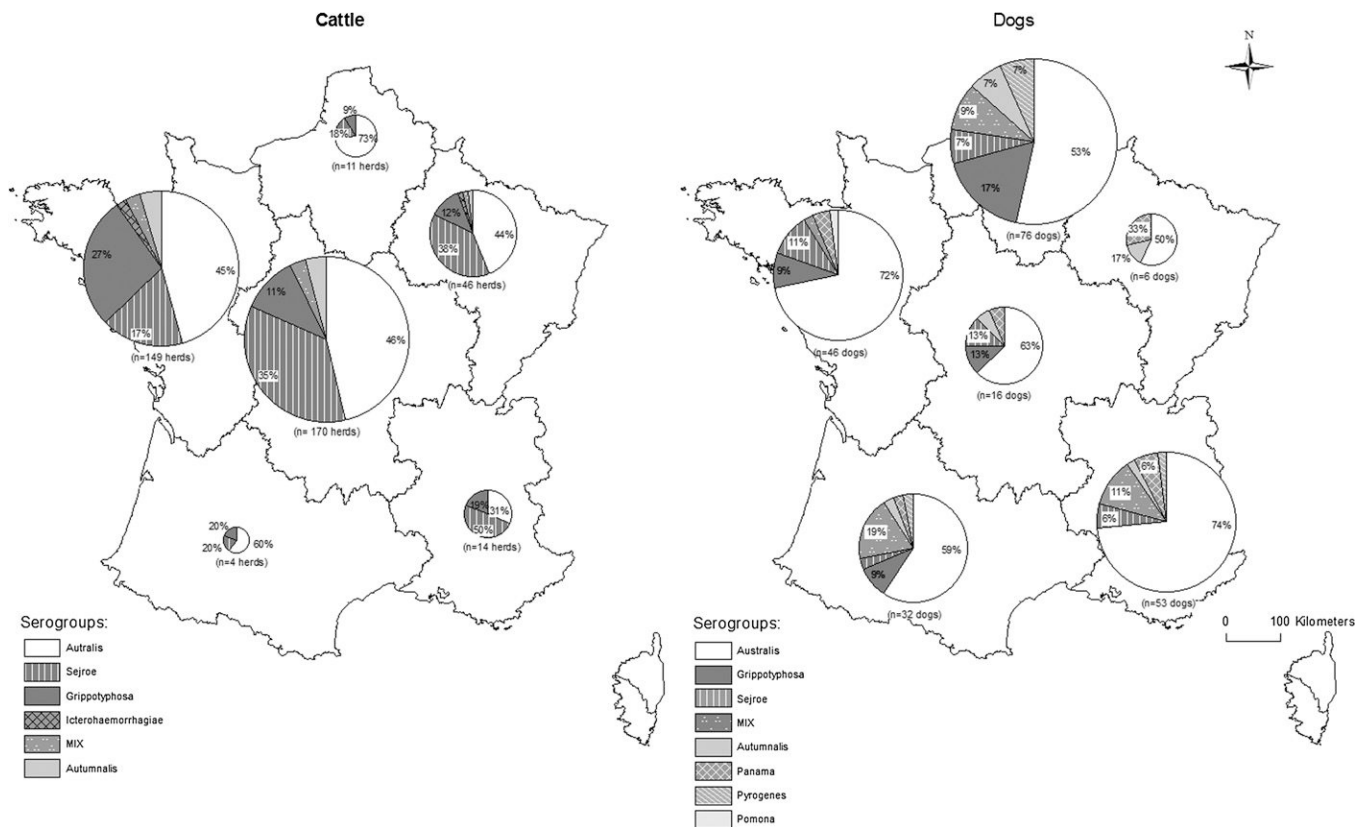 Cattle
9%
18%
73%
(n=11 herds)
27%
45%
17%
(n=149 herds)
12%
44%
38%
(n=46 herds)
11%
46%
35%
(n= 170 herds)
19%
31%
50%
(n=14 herds)
20%
20%
60%
(n=4 herds)
Serogroups:
Autralis
Sejroe
Grippotyphosa
Icterohaemorrhagiae
MIX
Autumnalis
Dogs
N
7%
7%
9%
7%
53%
17%
(n=76 dogs)
11%
9%
72%
(n=46 dogs)
33%
50%
17%
(n=6 dogs)
13%
63%
13%
(n=16 dogs)
6%
11%
6%
74%
(n=53 dogs)
19%
59%
9%
(n=32 dogs)
0 100 Kilometers
Serogroups:
Australis
Grippotyphosa
Sejroe
MIX
Autumnalis
Panama
Pyrogenes
Pomona